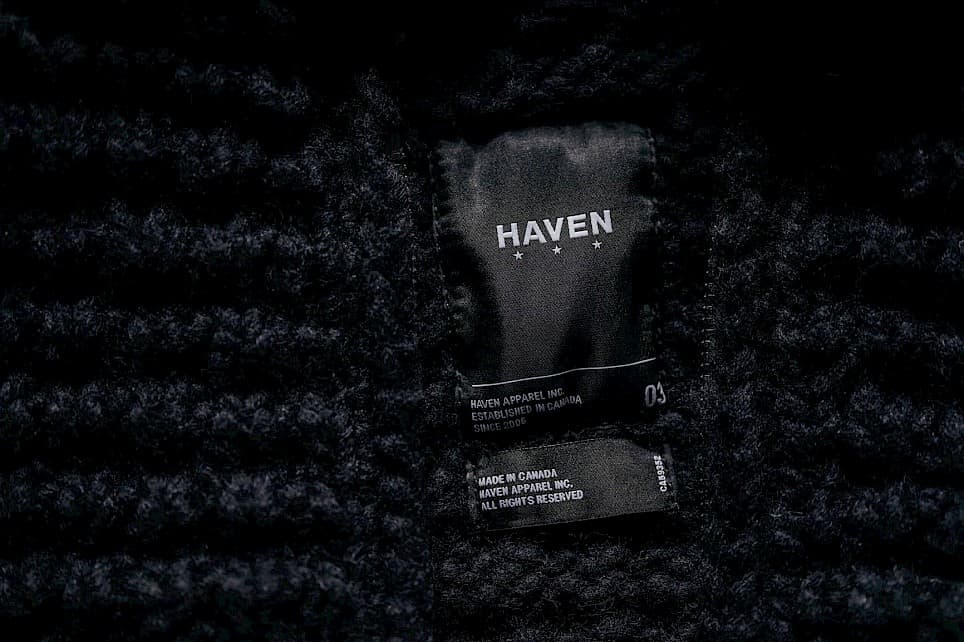 HAVEN
HAVEN APPAREL INC.
ESTABLISHED IN CANADA
SINCE 2006
03
MADE IN CANADA
HAVEN APPAREL INC.
ALL RIGHTS RESERVED
CA59352